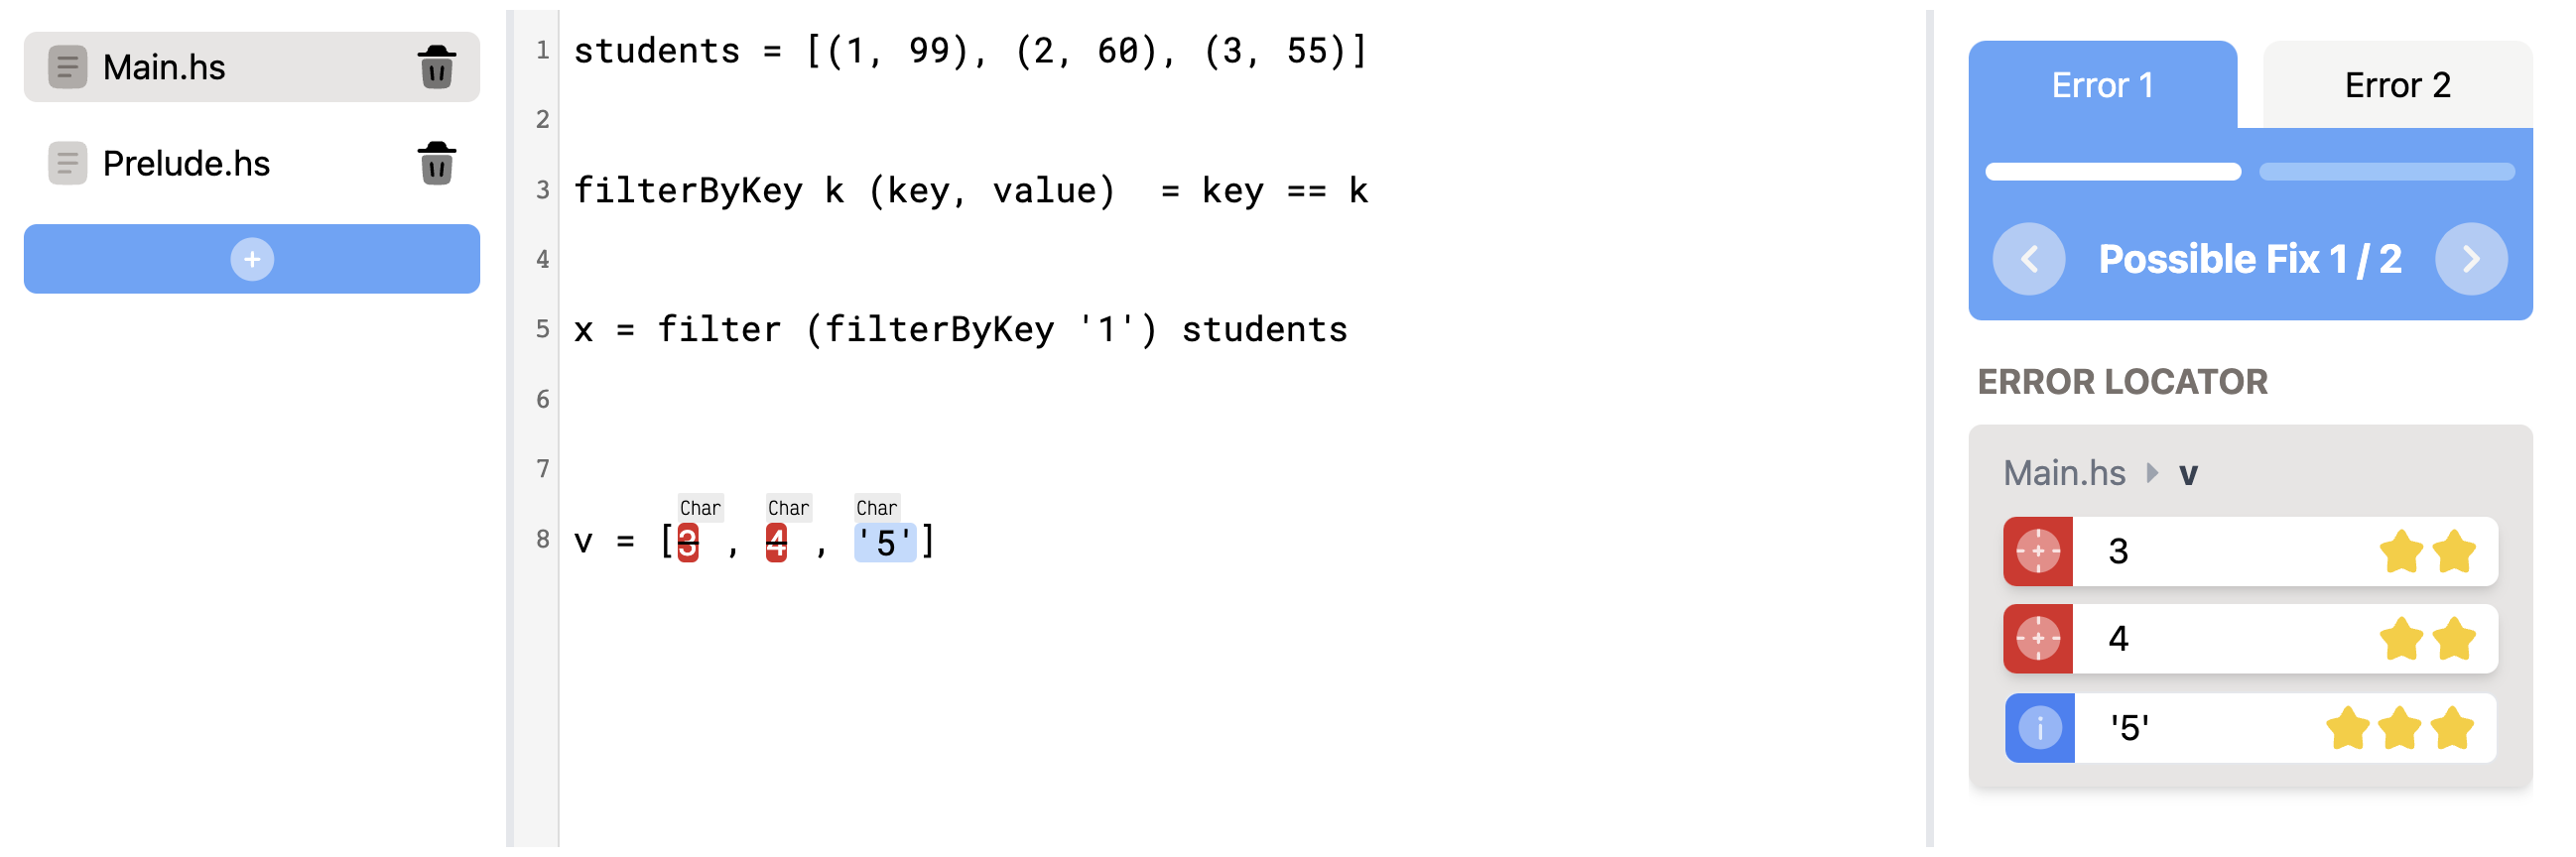 Main.hs
Prelude.hs
+
1 students = [(1, 99), (2, 60), (3, 55)]
2
3 filterByKey k (key, value)  = key == k
4
5 x = filter (filterByKey '1') students
6
7
Char Char Char
8 v = [3 , 4 , '5']
Error 1
Error 2
Possible Fix 1 / 2
ERROR LOCATOR
Main.hs v
3
4
i '5'